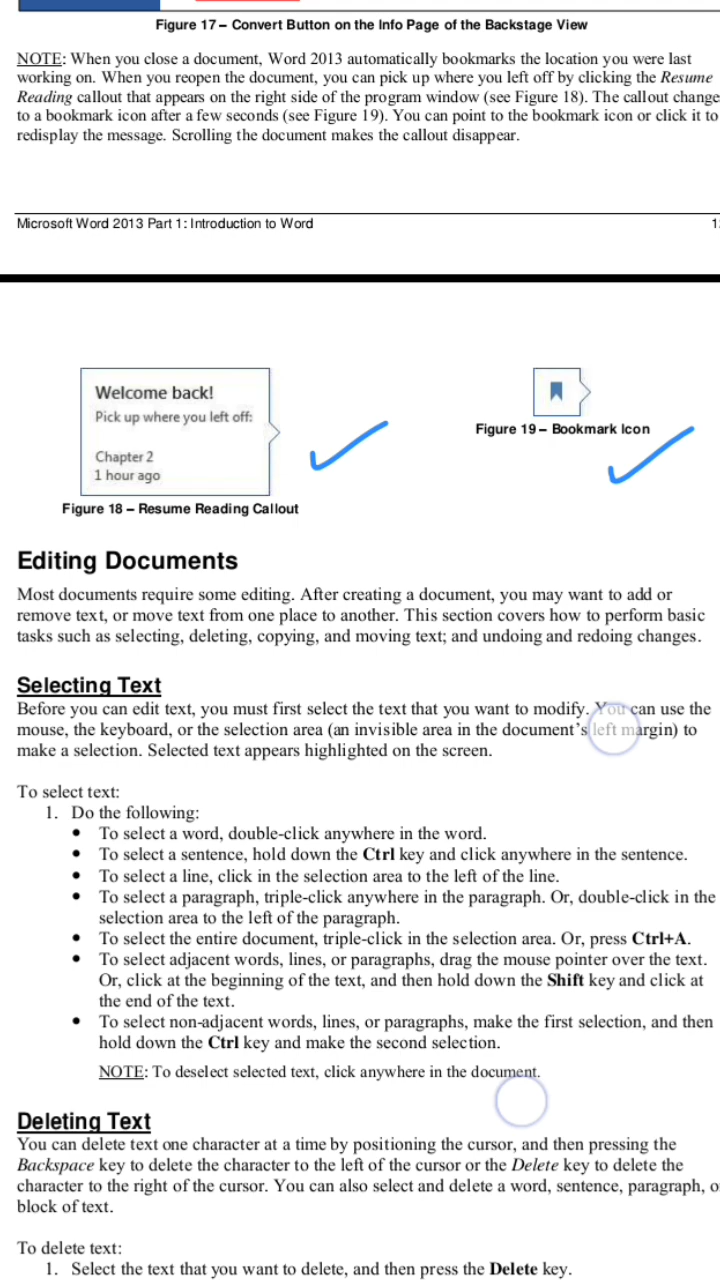 Figure 17 – Convert Button on the Info Page of the Backstage View
NOTE: When you close a document, Word 2013 automatically bookmarks the location you were last
working on. When you reopen the document, you can pick up where you left off by clicking the Resume
Reading callout that appears on the right side of the program window (see Figure 18). The callout change
to a bookmark icon after a few seconds (see Figure 19). You can point to the bookmark icon or click it to
redisplay the message. Scrolling the document makes the callout disappear.
Microsoft Word 2013 Part 1: Introduction to Word
Welcome back!
Pick up where you left off:
Chapter 2
1 hour ago
Figure 19 – Bookmark Icon
Figure 18 – Resume Reading Callout
Editing Documents
Most documents require some editing. After creating a document, you may want to add or
remove text, or move text from one place to another. This section covers how to perform basic
tasks such as selecting, deleting, copying, and moving text; and undoing and redoing changes.
Selecting Text
Before you can edit text, you must first select the text that you want to modify. You can use the
mouse, the keyboard, or the selection area (an invisible area in the document's left margin) to
make a selection. Selected text appears highlighted on the screen.
To select text:
1. Do the following:
• To select a word, double-click anywhere in the word.
• To select a sentence, hold down the Ctrl key and click anywhere in the sentence.
• To select a line, click in the selection area to the left of the line.
• To select a paragraph, triple-click anywhere in the paragraph. Or, double-click in the
selection area to the left of the paragraph.
• To select the entire document, triple-click in the selection area. Or, press Ctrl+A.
• To select adjacent words, lines, or paragraphs, drag the mouse pointer over the text.
Or, click at the beginning of the text, and then hold down the Shift key and click at
the end of the text.
• To select non-adjacent words, lines, or paragraphs, make the first selection, and then
hold down the Ctrl key and make the second selection.
NOTE: To deselect selected text, click anywhere in the document.
Deleting Text
You can delete text one character at a time by positioning the cursor, and then pressing the
Backspace key to delete the character to the left of the cursor or the Delete key to delete the
character to the right of the cursor. You can also select and delete a word, sentence, paragraph, o
block of text.
To delete text:
1. Select the text that you want to delete, and then press the Delete key.